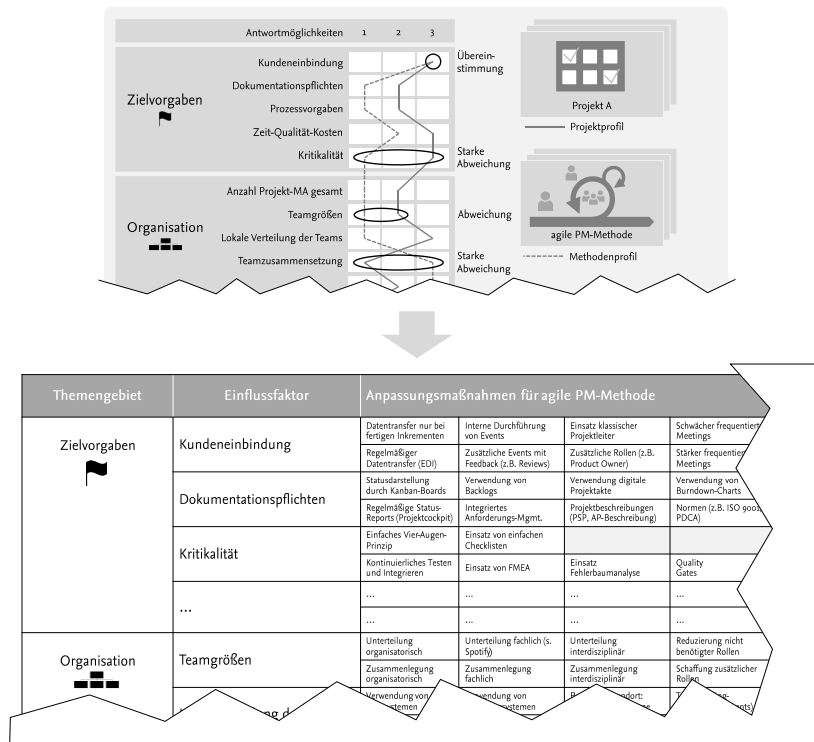 Antwortmöglichkeiten 1 2 3
Zielvorgaben
Kundeneinbindung
Dokumentationspflichten
Prozessvorgaben
Zeit-Qualität-Kosten
Kritikalität
Überein-
stimmung
Starke
Abweichung
Organisation
Anzahl Projekt-MA gesamt
Teamgrößen
Lokale Verteilung der Teams
Teamzusammensetzung
Abweichung
Starke
Abweichung
Projekt A
Projektprofil
agile PM-Methode
Methodenprofil
Themengebiet
Einflussfaktor
Anpassungsmaßnahmen für agile PM-Methode
Zielvorgaben
Kundeneinbindung
Datentransfer nur bei
fertigen Inkrementen
Interne Durchführung
von Events
Einsatz klassischer
Projektleiter
Schwächer frequentiert
Meetings
Regelmäßiger
Datentransfer (EDI)
Zusätzliche Events mit
Feedback (z.B. Reviews)
Zusätzliche Rollen (z.B.
Product Owner)
Stärker frequentier
Meetings
Dokumentationspflichten
Statusdarstellung
durch Kanban-Boards
Verwendung von
Backlogs
Verwendung digitale
Projektakte
Verwendung von
Burndown-Charts
Regelmäßige Status-
Reports (Projektcockpit)
Integriertes
Anforderungs-Mgmt.
Projektbeschreibungen
(PSP, AP-Beschreibung)
Normen (z.B. ISO 9001,
PDCA)
Kritikalität
Einfaches Vier-Augen-
Prinzip
Einsatz von einfachen
Checklisten
Kontinuierliches Testen
und Integrieren
Einsatz von FMEA
Einsatz
Fehlerbaumanalyse
Quality
Gates
...
... ... ... ...
... ... ... ...
Organisation
Teamgrößen
Unterteilung
organisatorisch
Unterteilung fachlich (s.
Spotify)
Unterteilung
interdisziplinär
Reduzierung nicht
benötigter Rollen
Zusammenlegung
organisatorisch
Zusammenlegung
fachlich
Zusammenlegung
interdisziplinär
Schaffung zusätzlicher
Rollen
Verwendung von